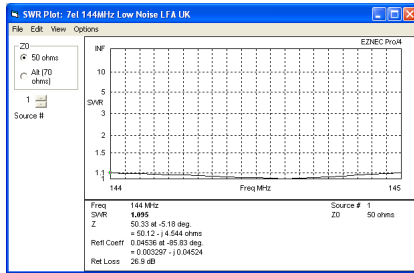 SWR Plot: 7el 144MHz Low Noise LFA UK
File Edit View Options
Z0
50 ohms
Alt (70
ohms)
1
Source #
EZNEC Pro/4
INF
10
5
SWR
3
2
1.5
1.1
1
144 Freq MHz 145
Freq 144 MHz Source # 1
SWR 1.095 Z0 50 ohms
Z 50.33 at -5.18 deg.
= 50.12 - j 4.544 ohms
Refl Coeff 0.04536 at -85.83 deg.
= 0.003297 - j 0.04524
Ret Loss 26.9 dB